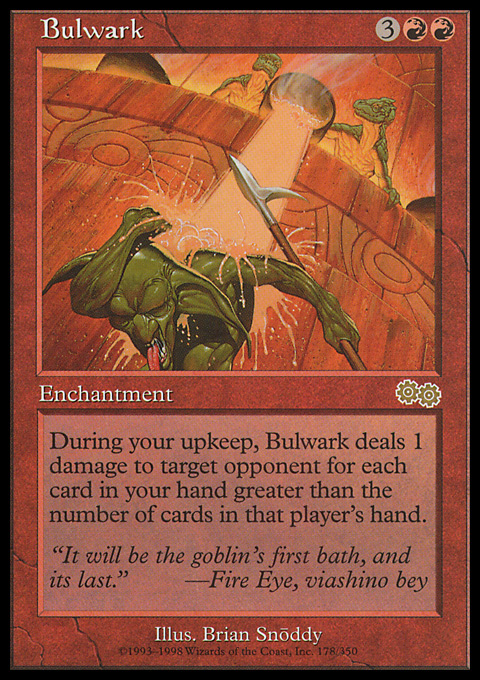 Bulwark 3
Enchantment
During your upkeep, Bulwark deals 1
damage to target opponent for each
card in your hand greater than the
number of cards in that player's hand.
"It will be the goblin's first bath, and
its last." —Fire Eye, viashino bey
Illus. Brian Snōddy
©1993–1998 Wizards of the Coast, Inc. 178/350